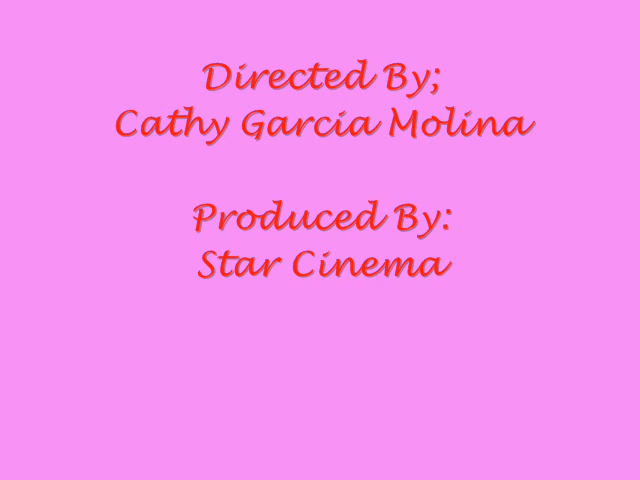 Directed By;
Cathy Garcia Molina
Produced By:
Star Cinema